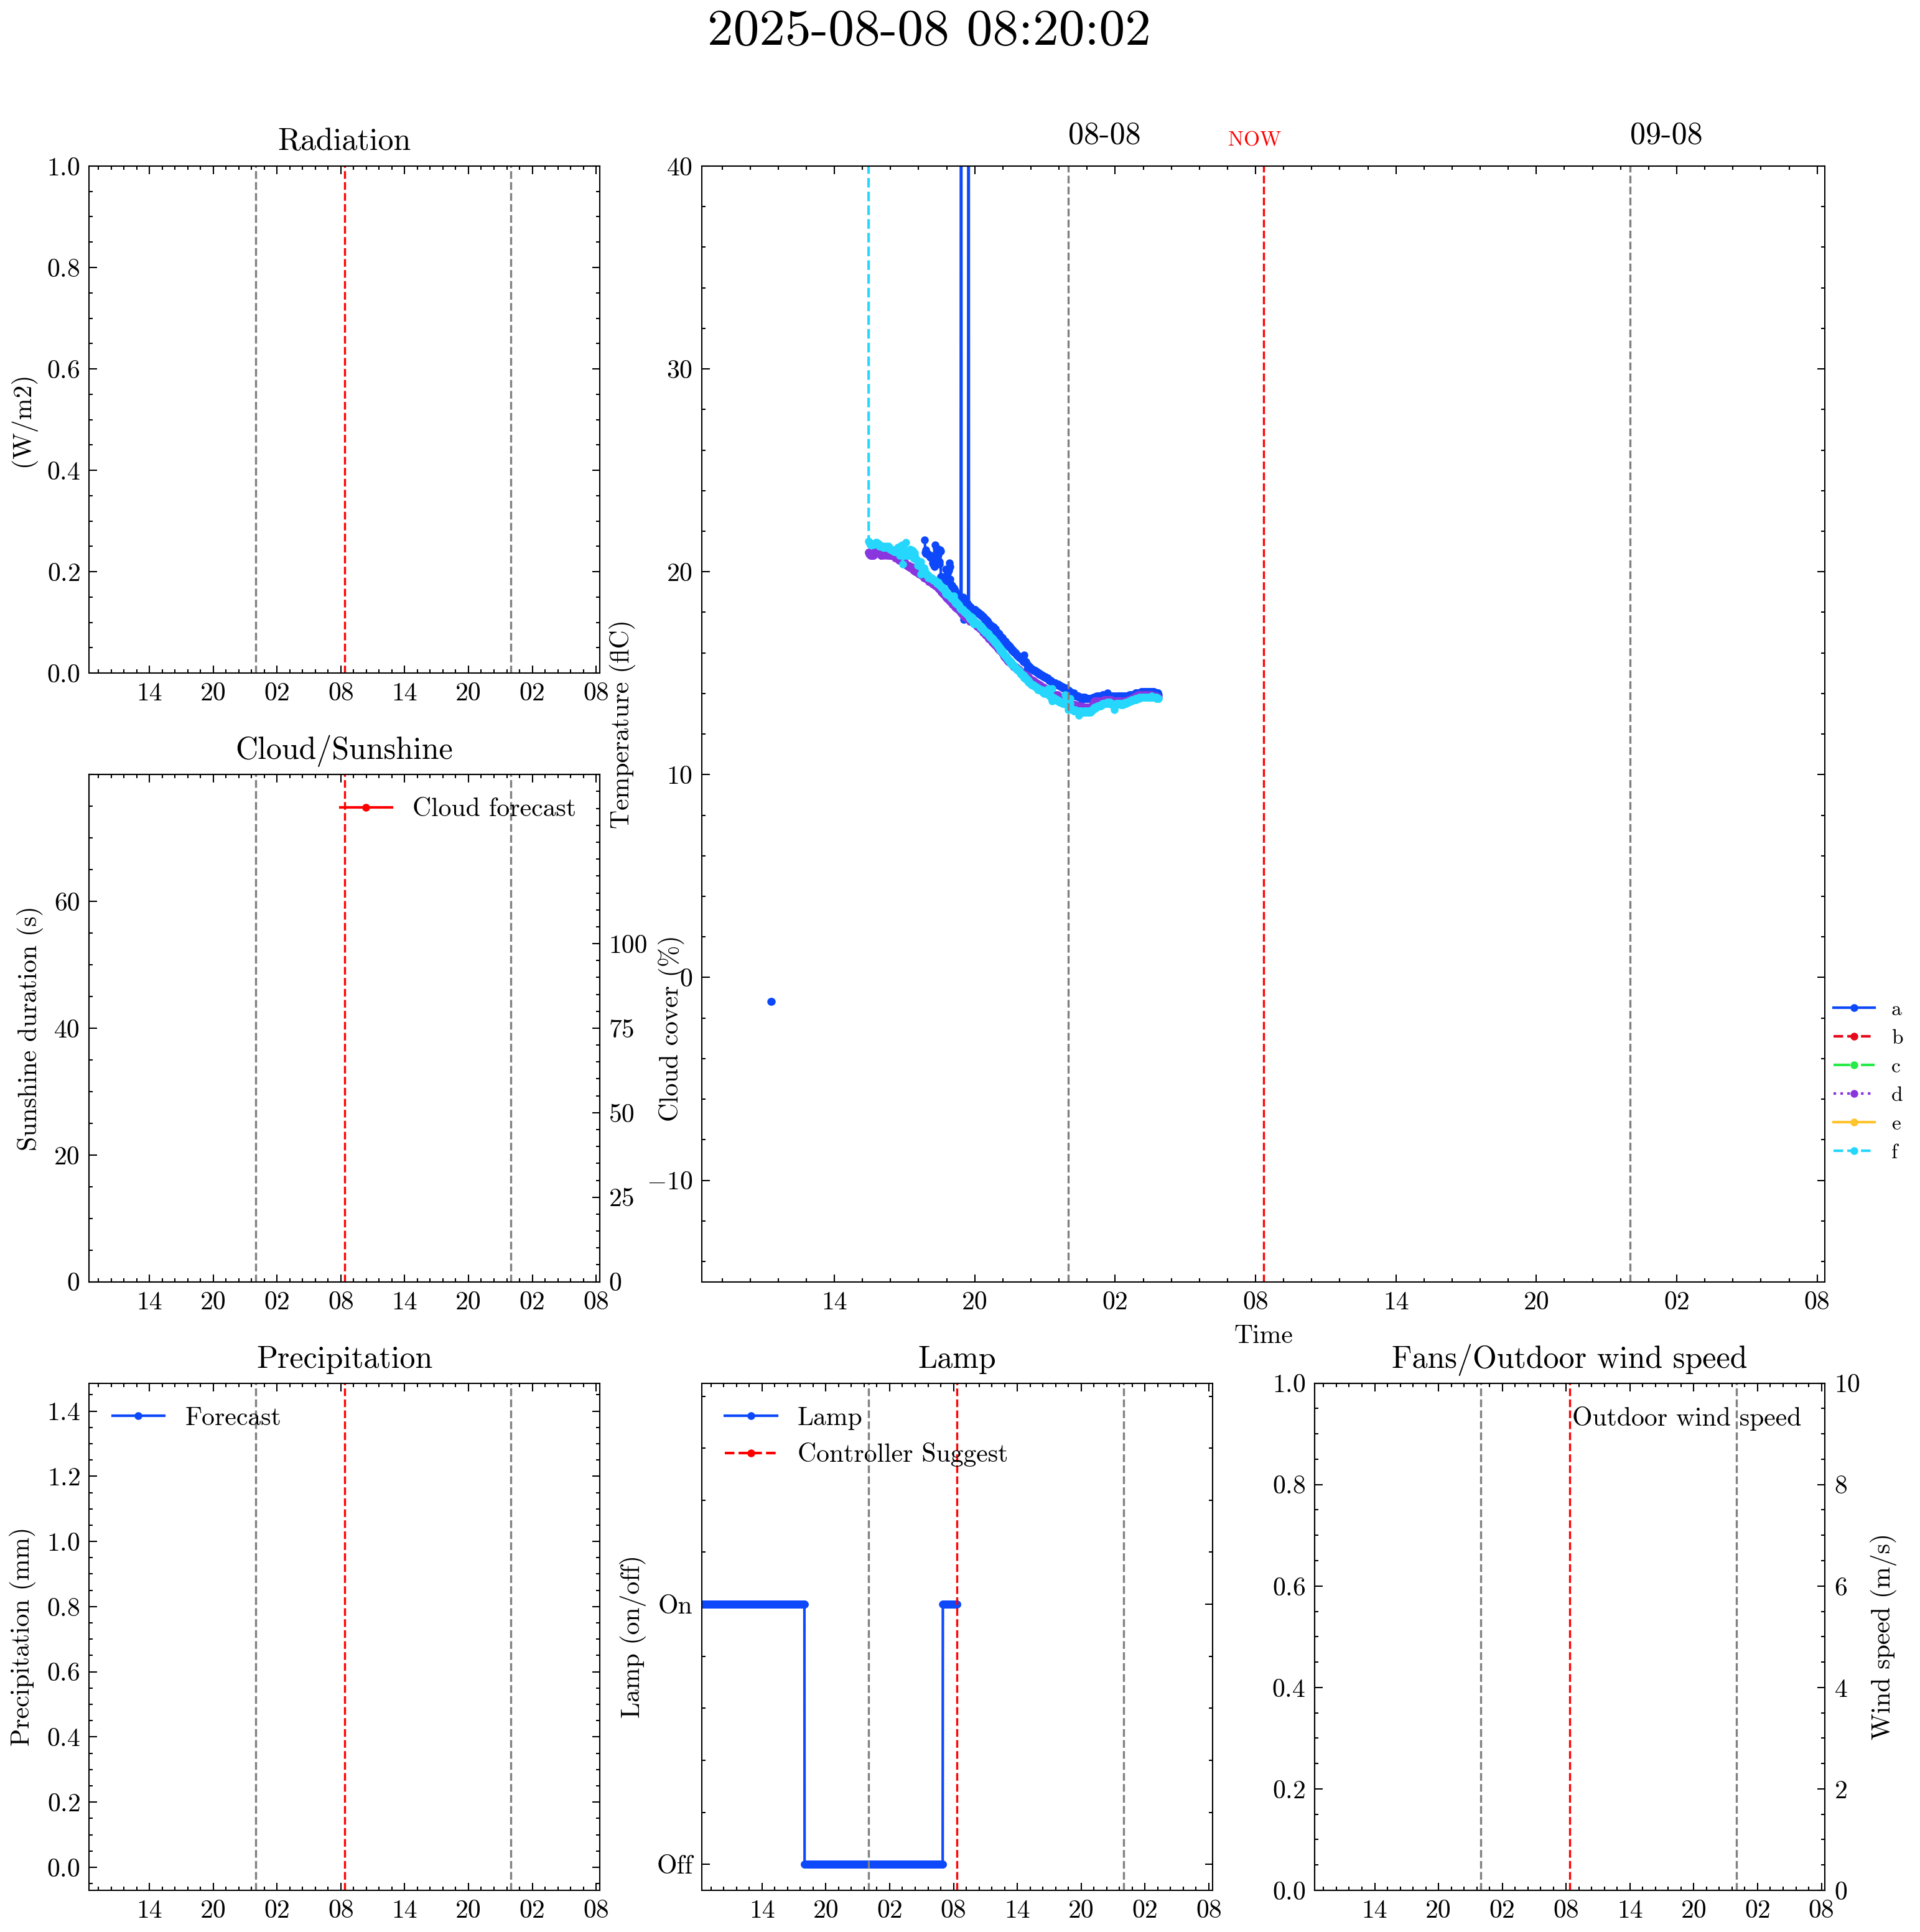 2025-08-08 08:20:02
Radiation
1.0
0.8
0.6
0.4
0.2
0.0
(W/m2)
14 20 02 08 14 20 02 08
08-08 NOW 09-08
40
30
20
10
0
−10
Temperature (flC)
14 20 02 08 14 20 02 08
Time
a
b
c
d
e
f
Cloud/Sunshine
Cloud forecast
60
40
20
0
Sunshine duration (s)
100
75
50
25
0
Cloud cover (%)
14 20 02 08 14 20 02 08
Precipitation
Forecast
1.4
1.2
1.0
0.8
0.6
0.4
0.2
0.0
Precipitation (mm)
14 20 02 08 14 20 02 08
Lamp
Lamp
Controller Suggest
On
Off
Lamp (on/off)
14 20 02 08 14 20 02 08
Fans/Outdoor wind speed
Outdoor wind speed
1.0
0.8
0.6
0.4
0.2
0.0
10
8
6
4
2
0
Wind speed (m/s)
14 20 02 08 14 20 02 08